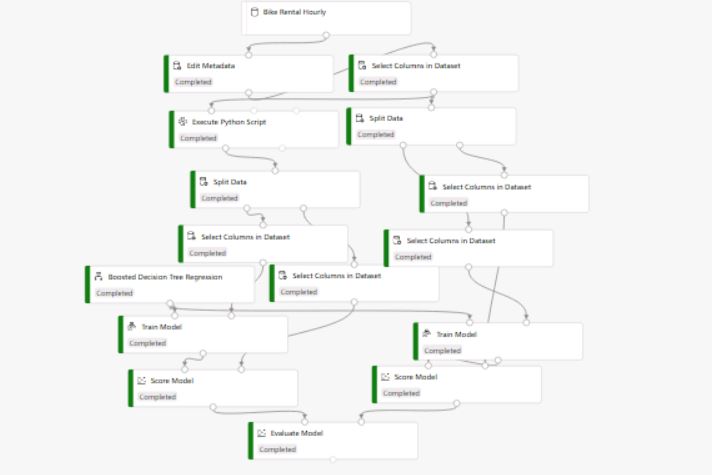 Bike Rental Hourly
Edit Metadata
Completed
Select Columns in Dataset
Completed
Execute Python Script
Completed
Split Data
Completed
Split Data
Completed
Select Columns in Dataset
Completed
Select Columns in Dataset
Completed
Select Columns in Dataset
Completed
Boosted Decision Tree Regression
Completed
Select Columns in Dataset
Completed
Train Model
Completed
Train Model
Completed
Score Model
Completed
Score Model
Completed
Evaluate Model
Completed